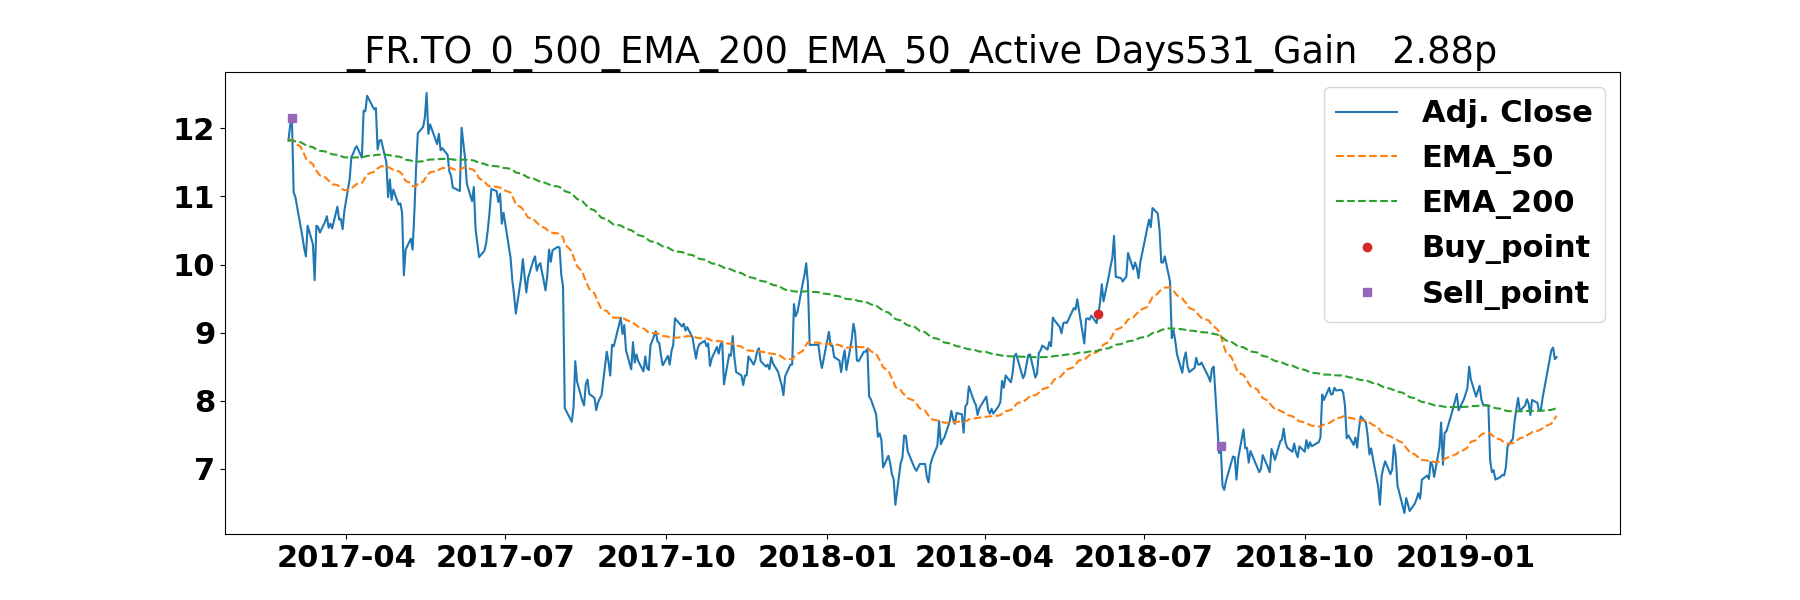 _FR.TO_0_500_EMA_200_EMA_50_Active Days531_Gain   2.88p
Adj. Close
EMA_50
EMA_200
Buy_point
Sell_point
12
11
10
9
8
7
2017-04 2017-07 2017-10 2018-01 2018-04 2018-07 2018-10 2019-01